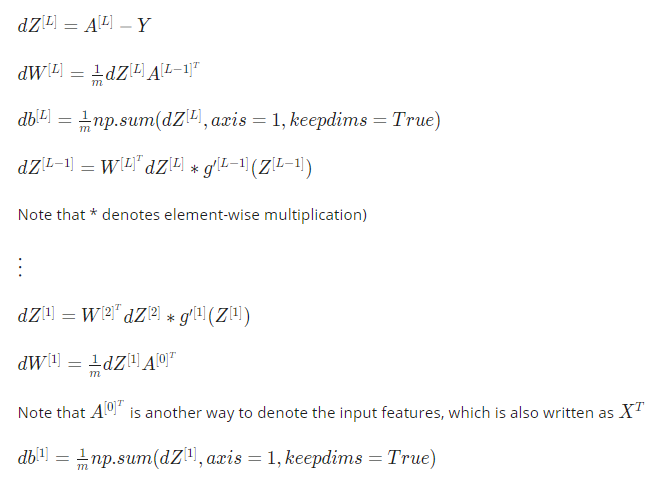 dZ^{[L]} = A^{[L]} − Y
dW^{[L]} = \frac{1}{m} dZ^{[L]} A^{[L−1]^T}
db^{[L]} = \frac{1}{m} np.sum(dZ^{[L]}, axis = 1, keepdims = True)
dZ^{[L−1]} = W^{[L]^T} dZ^{[L]} * g'^{[L−1]}(Z^{[L−1]})
Note that * denotes element-wise multiplication)
⋮
dZ^{[1]} = W^{[2]^T} dZ^{[2]} * g'^{[1]}(Z^{[1]})
dW^{[1]} = \frac{1}{m} dZ^{[1]} A^{[0]^T}
Note that A^{[0]^T} is another way to denote the input features, which is also written as X^T
db^{[1]} = \frac{1}{m} np.sum(dZ^{[1]}, axis = 1, keepdims = True)